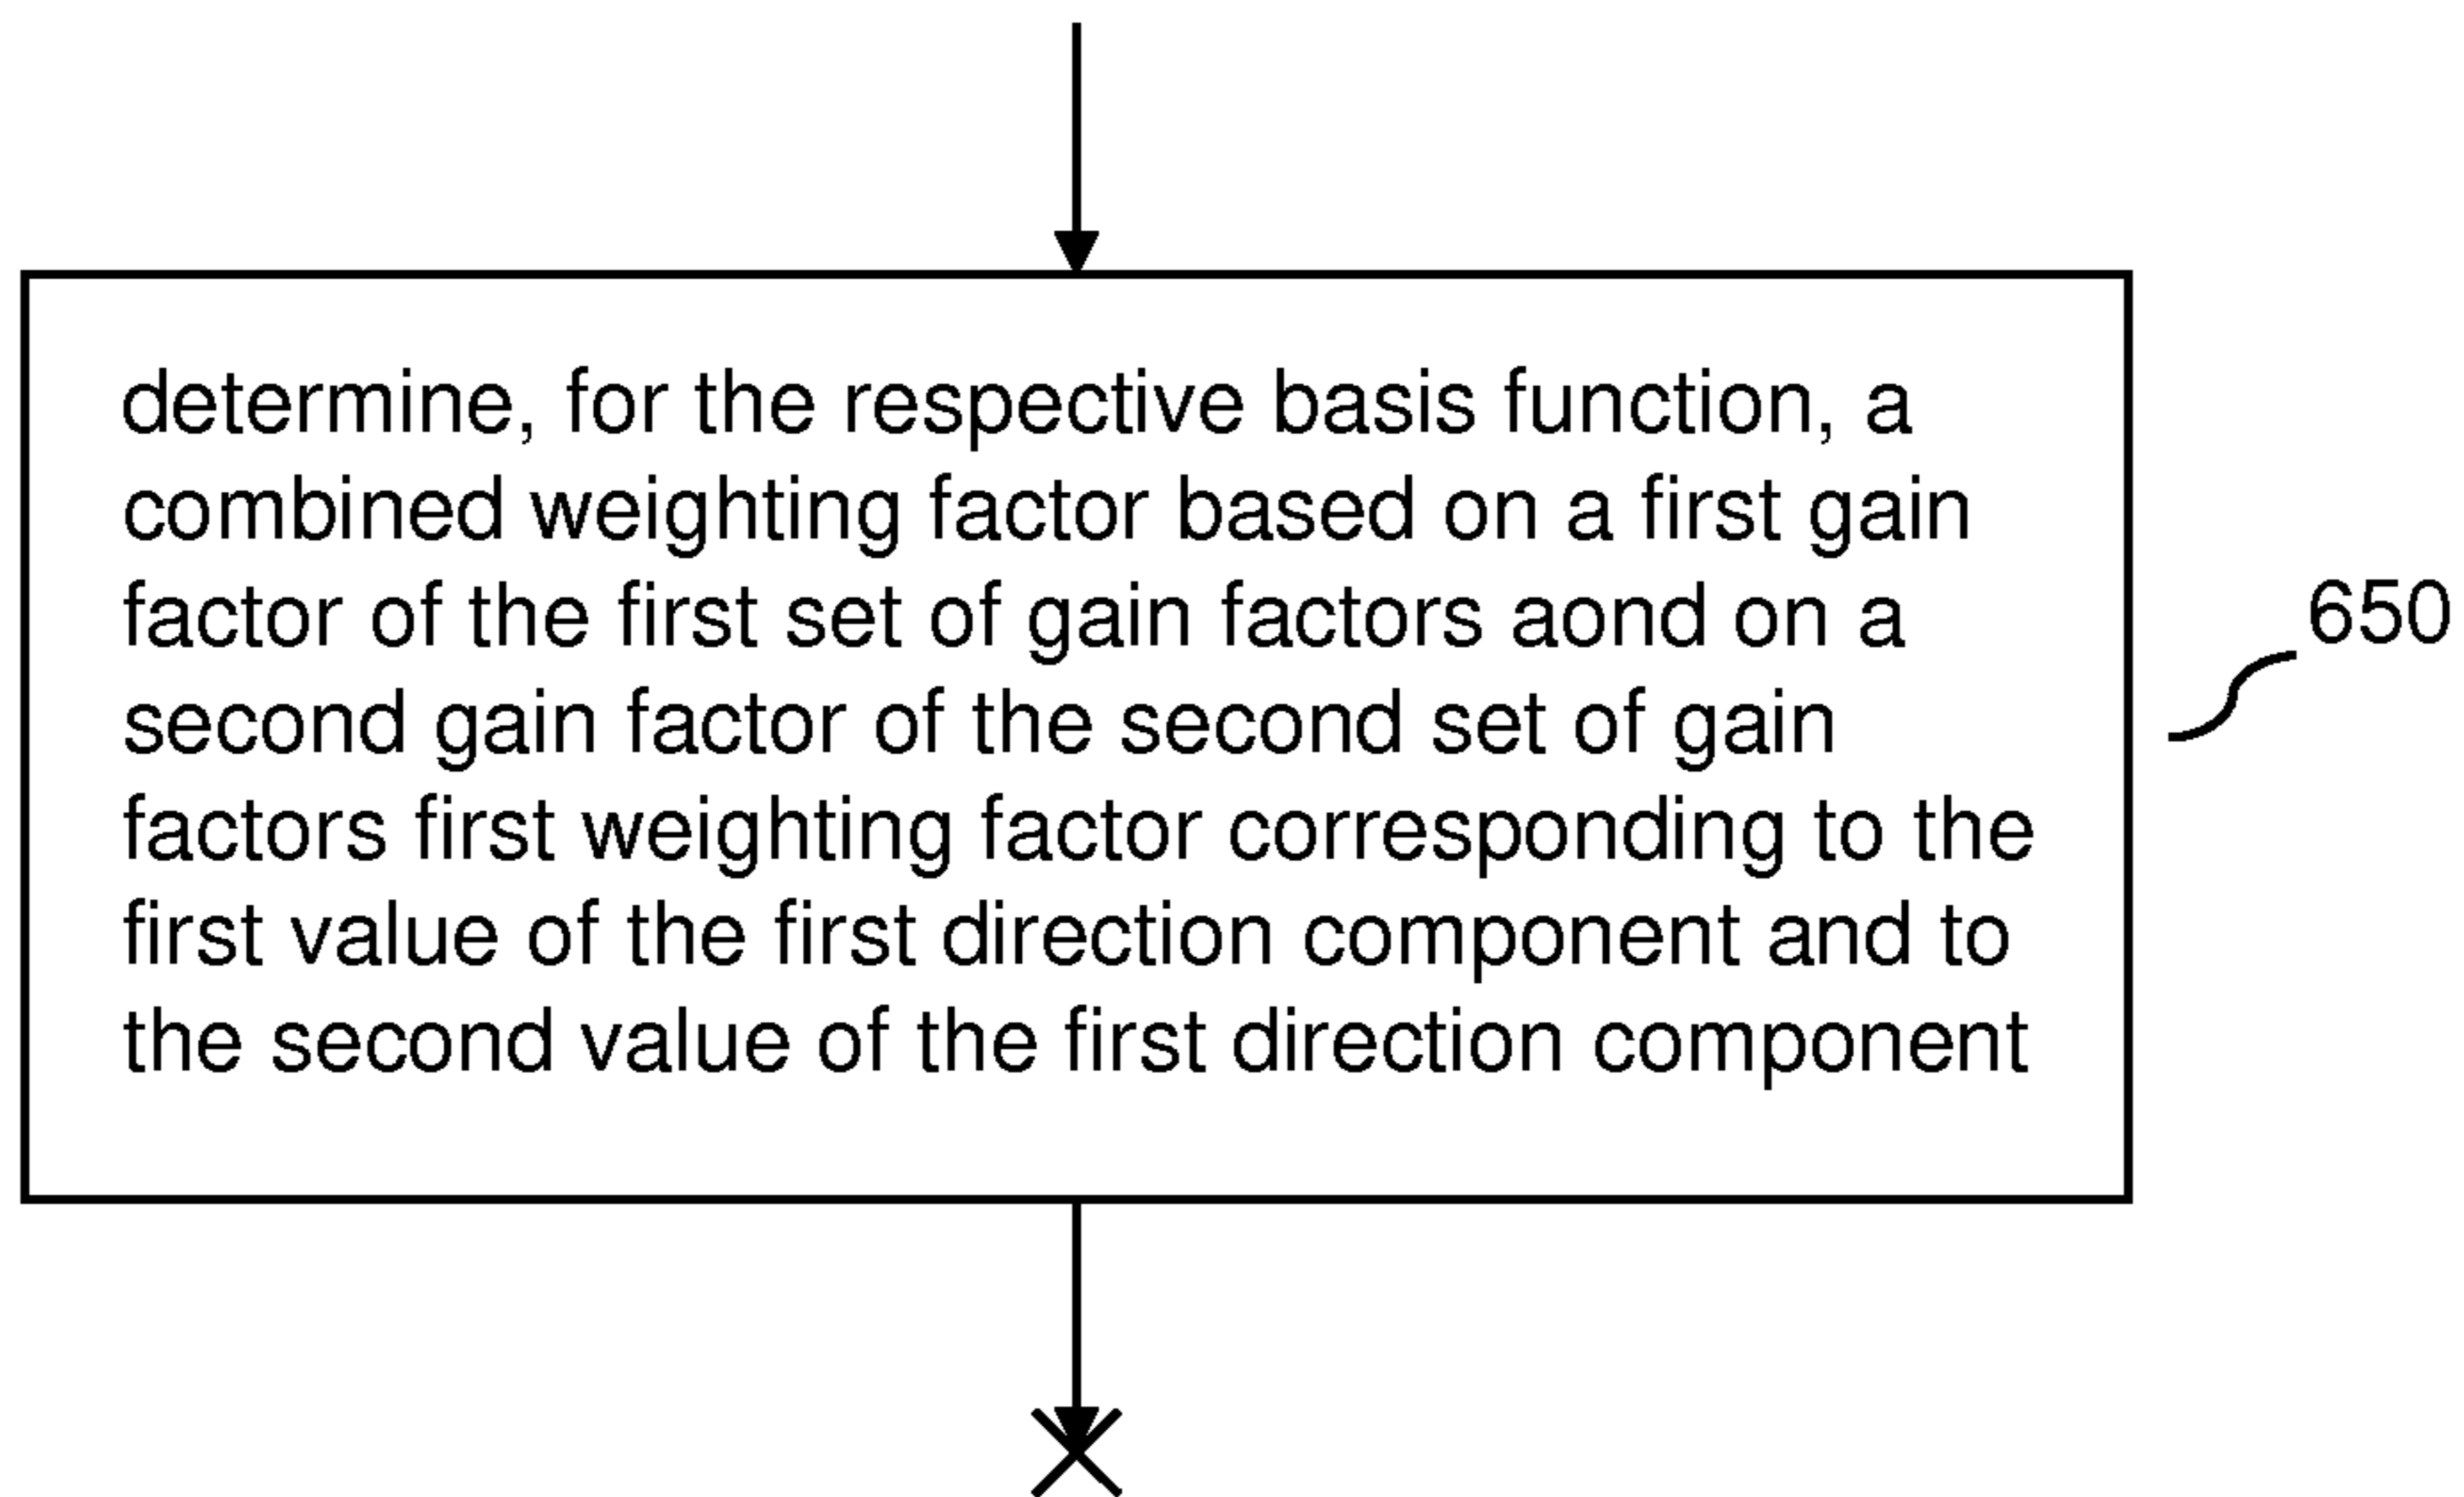 determine, for the respective basis function, a
combined weighting factor based on a first gain
factor of the first set of gain factors aond on a
second gain factor of the second set of gain
factors first weighting factor corresponding to the
first value of the first direction component and to
the second value of the first direction component
650